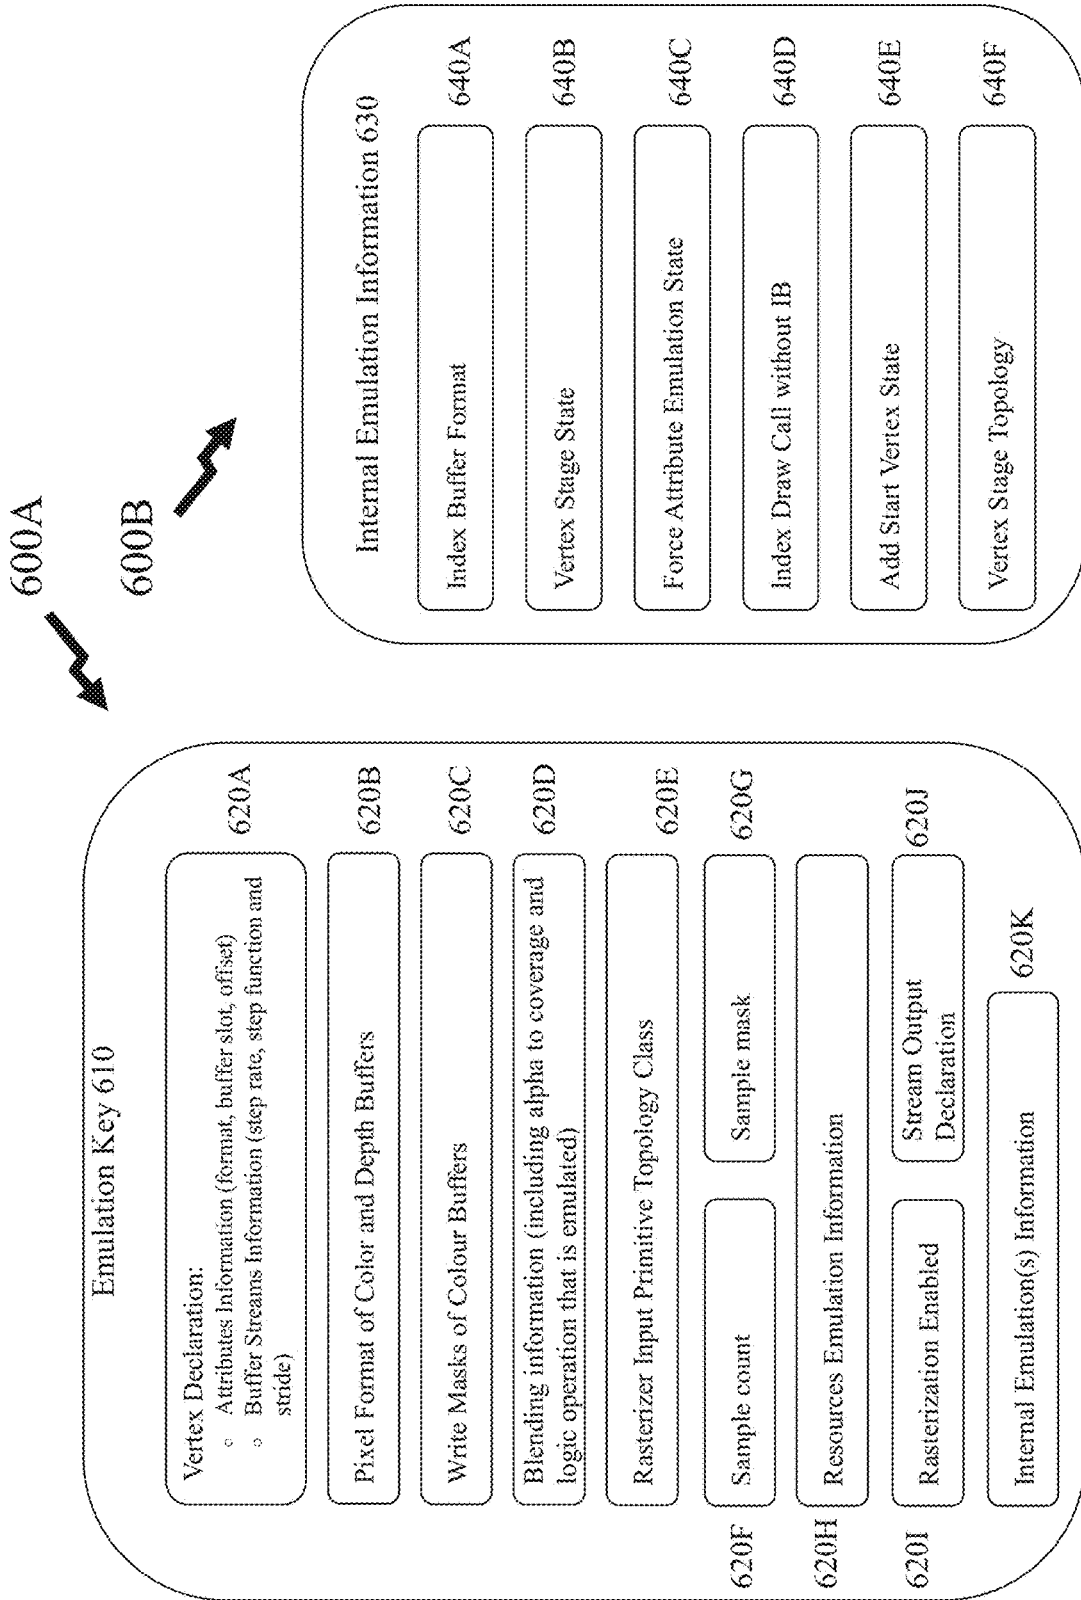 600A
600B
Emulation Key 610
Vertex Declaration:
○ Attributes Information (format, buffer slot, offset)
○ Buffer Streams Information (step rate, step function and
stride)
620A
Pixel Format of Color and Depth Buffers
620B
Write Masks of Colour Buffers
620C
Blending information (including alpha to coverage and
logic operation that is emulated)
620D
Rasterizer Input Primitive Topology Class
620E
620F
Sample count
Sample mask
620G
620H
Resources Emulation Information
620I
Rasterization Enabled
Stream Output
Declaration
620J
Internal Emulation(s) Information
620K
Internal Emulation Information 630
Index Buffer Format
640A
Vertex Stage State
640B
Force Attribute Emulation State
640C
Index Draw Call without IB
640D
Add Start Vertex State
640E
Vertex Stage Topology
640F